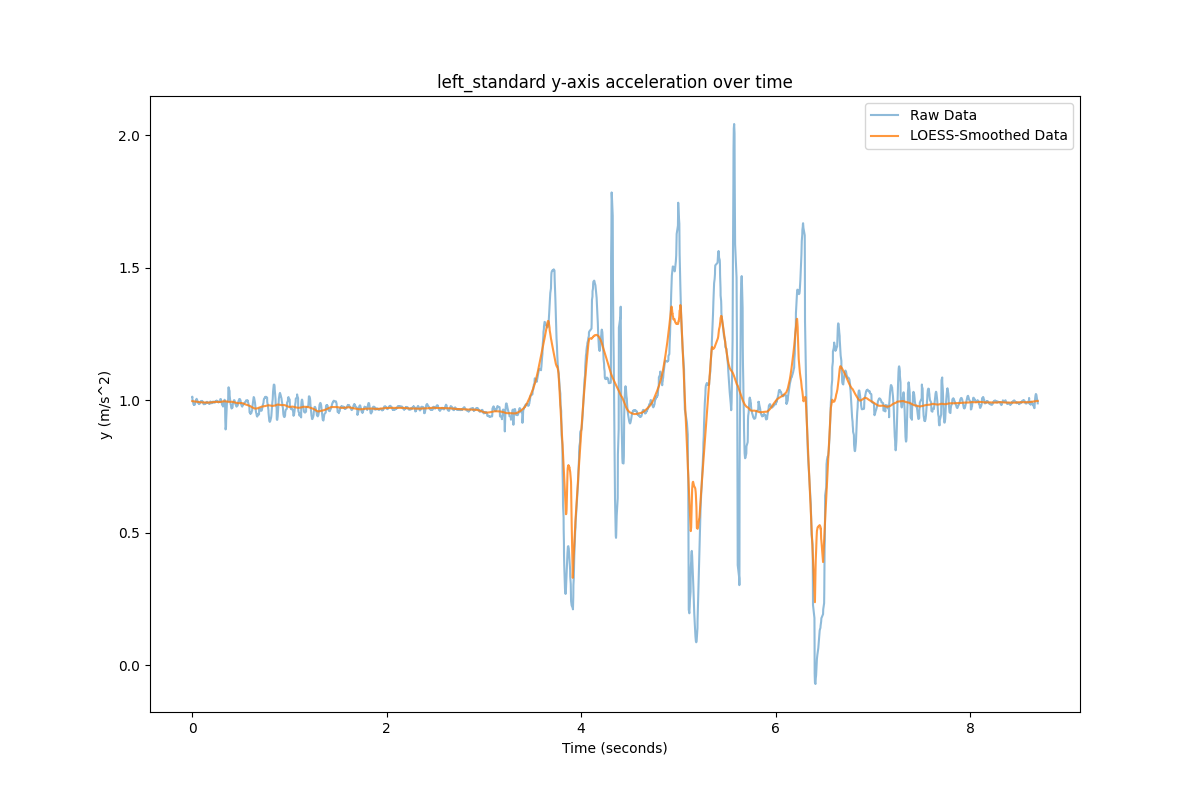 left_standard y-axis acceleration over time
Raw Data
LOESS-Smoothed Data
y (m/s^2)
2.0
1.5
1.0
0.5
0.0
0
2
4
6
8
Time (seconds)